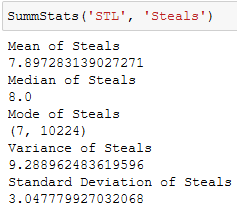 SummStats('STL', 'Steals')
Mean of Steals
7.897283139027271
Median of Steals
8.0
Mode of Steals
(7, 10224)
Variance of Steals
9.288962483619596
Standard Deviation of Steals
3.047779927032068